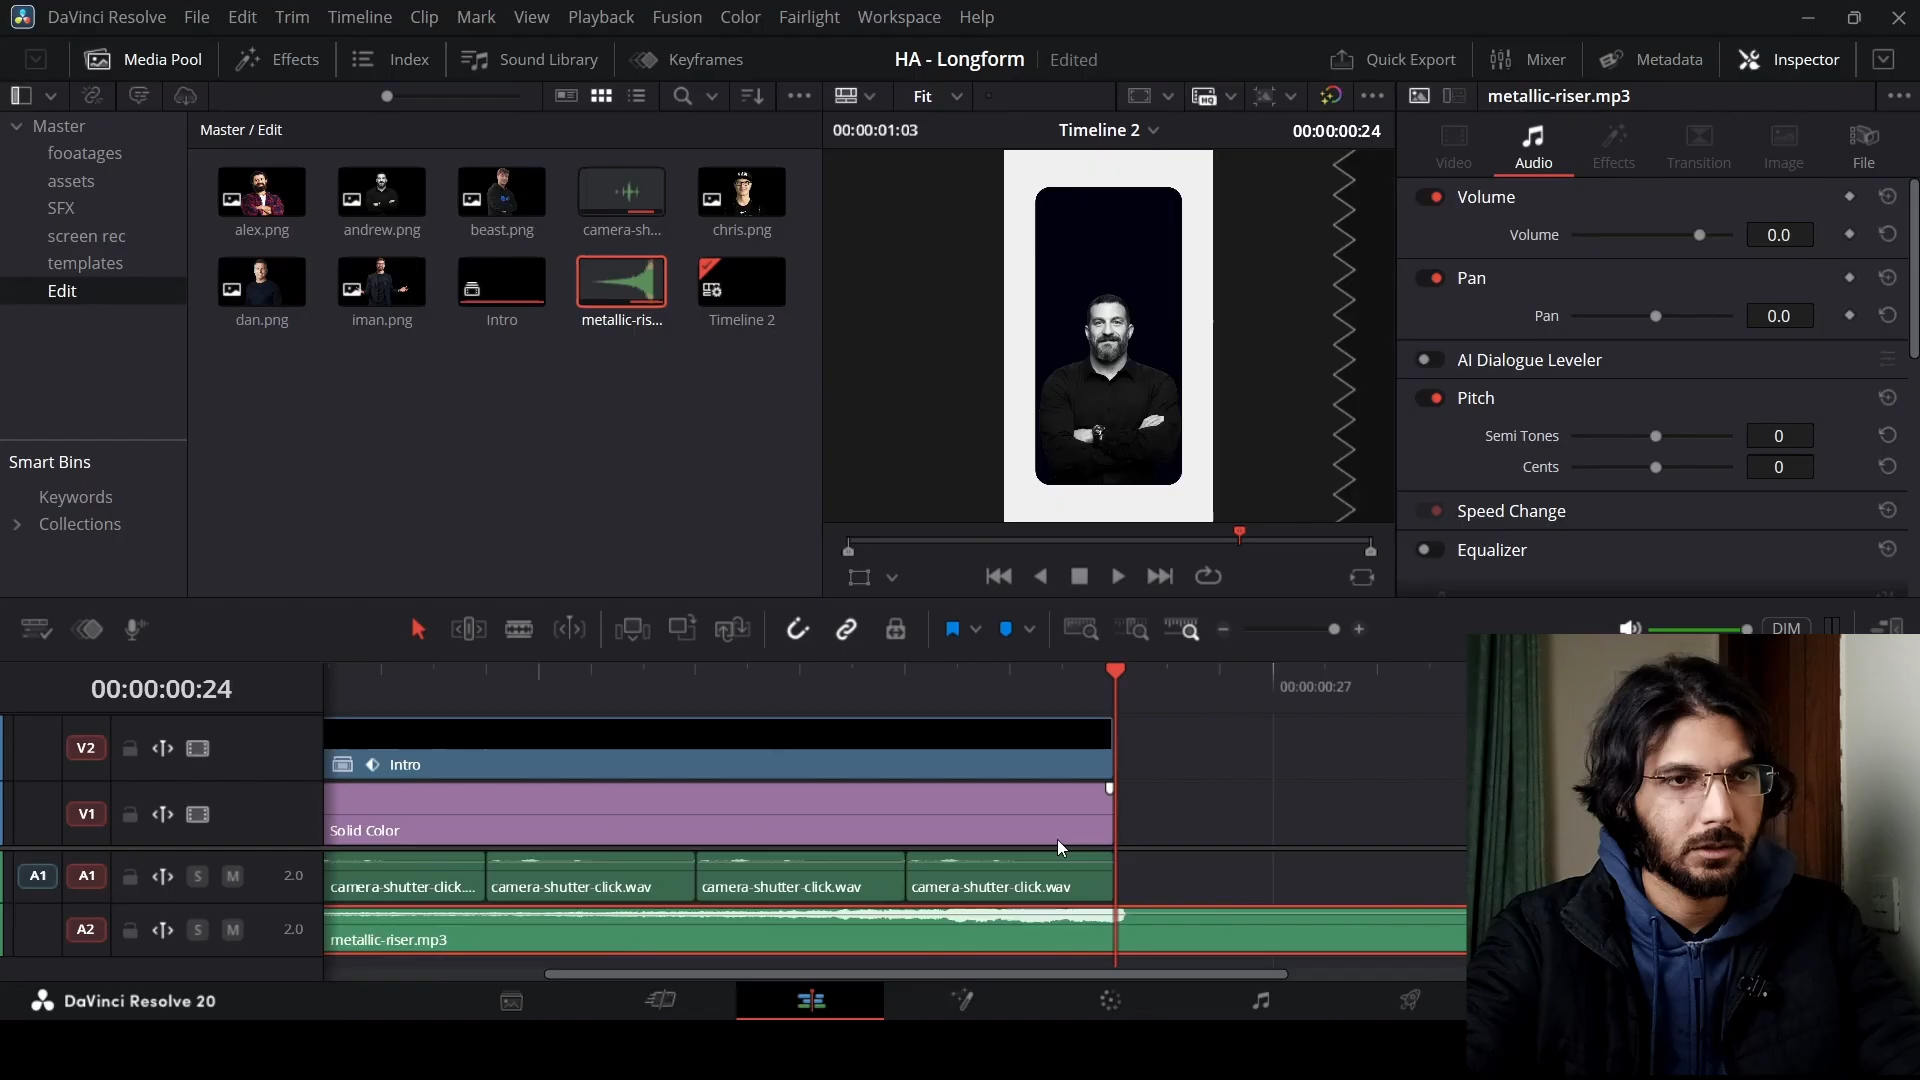 DaVinci Resolve File Edit Trim Timeline Clip Mark View Playback Fusion Color Fairlight Workspace Help
Media Pool Effects Index Sound Library Keyframes HA - Longform Edited Quick Export Mixer Metadata Inspector
Fit metallic-riser.mp3
Master Master / Edit 00:00:01:03 Timeline 2 00:00:00:24
Video Audio Effects Transition Image File
fooatages
assets
SFX
screen rec
templates
Edit
alex.png andrew.png beast.png camera-sh... chris.png
dan.png iman.png Intro metallic-ris... Timeline 2
Smart Bins
Keywords
Collections
Volume
Volume 0.0
Pan
Pan 0.0
AI Dialogue Leveler
Pitch
Semi Tones 0
Cents 0
Speed Change
Equalizer
DIM
00:00:00:24 00:00:00:27
V2 Intro
V1 Solid Color
A1 A1 S M 2.0 camera-shutter-click.... camera-shutter-click.wav camera-shutter-click.wav camera-shutter-click.wav
A2 S M 2.0 metallic-riser.mp3
DaVinci Resolve 20